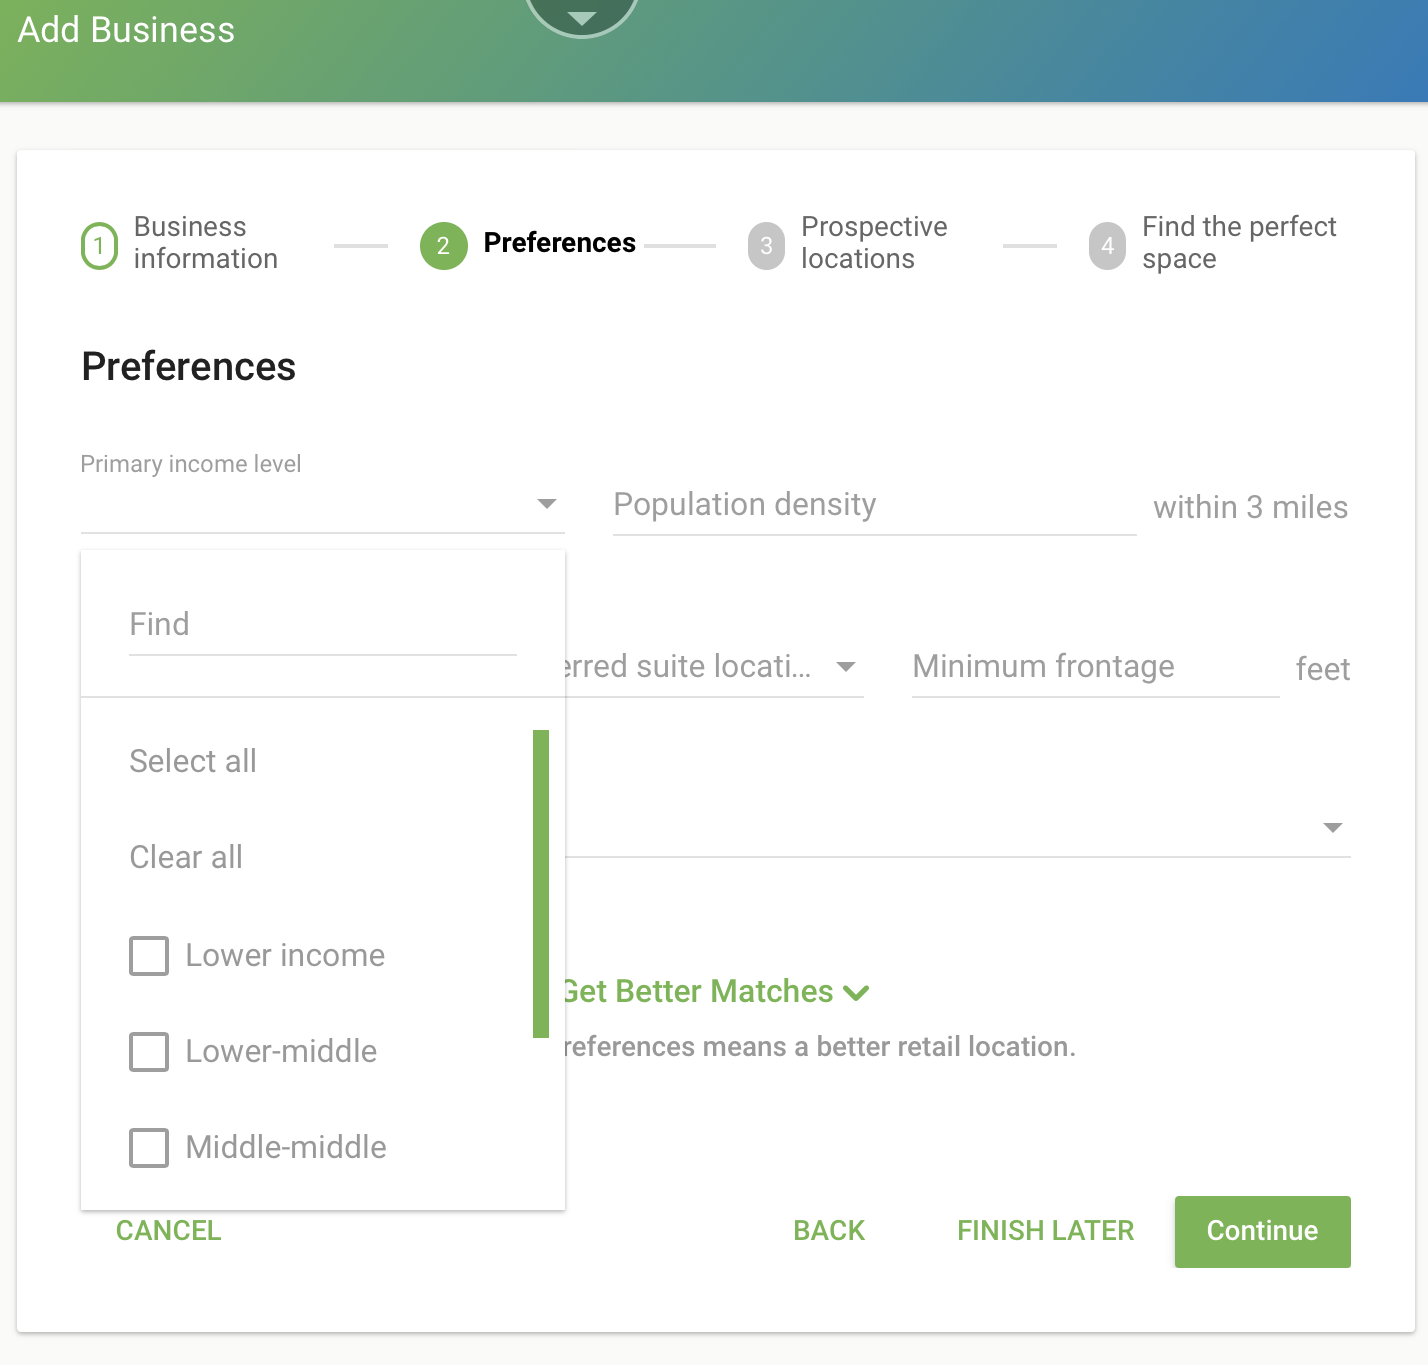 Add Business
1 Business information
2 Preferences
3 Prospective locations
4 Find the perfect space
Preferences
Primary income level
Population density within 3 miles
Find
suite locati... Minimum frontage feet
Select all
Clear all
Lower income
Get Better Matches
means a better retail location.
Lower-middle
Middle-middle
CANCEL BACK FINISH LATER Continue